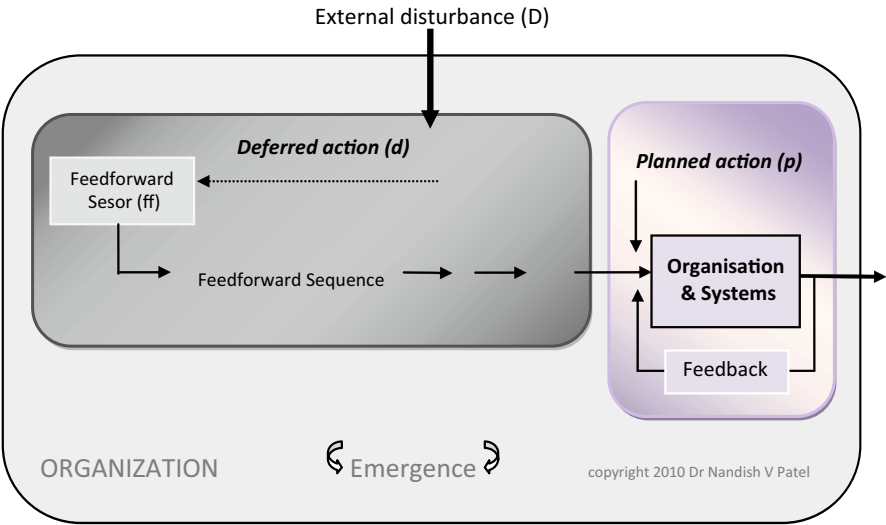 External disturbance (D)
Deferred action (d)
Planned action (p)
Feedforward
Sesor (ff)
Feedforward Sequence
Organisation
& Systems
Feedback
ORGANIZATION
Emergence
copyright 2010 Dr Nandish V Patel